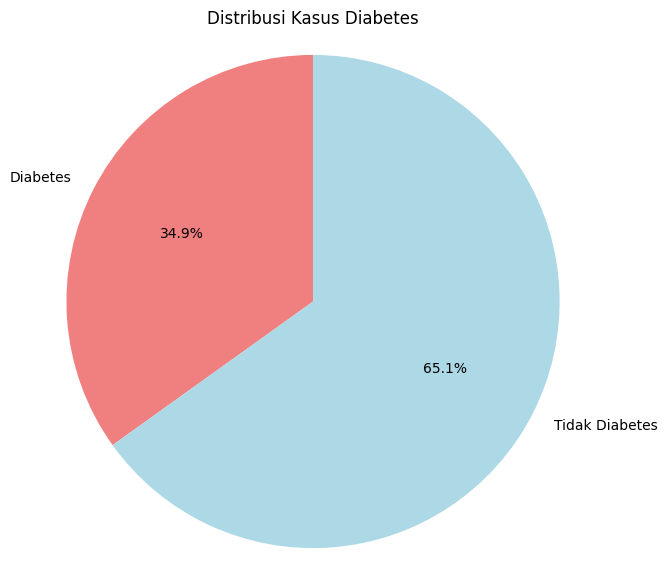 Distribusi Kasus Diabetes
Diabetes
34.9%
65.1%
Tidak Diabetes